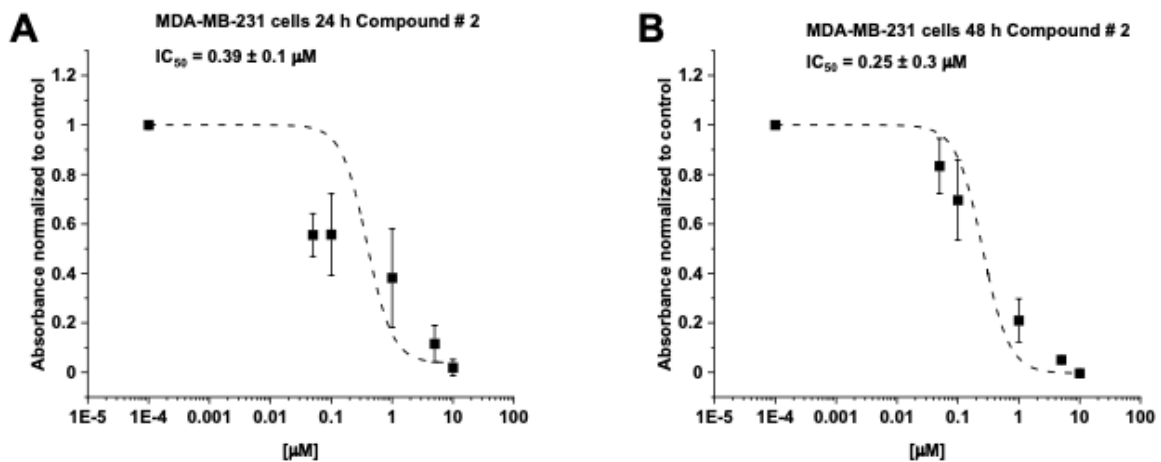 A
MDA-MB-231 cells 24 h Compound # 2
IC₅₀ = 0.39 ± 0.1 µM
Absorbance normalized to control
1.2
1
0.8
0.6
0.4
0.2
0
1E-5 1E-4 0.001 0.01 0.1 1 10 100
[µM]
B
MDA-MB-231 cells 48 h Compound # 2
IC₅₀ = 0.25 ± 0.3 µM
Absorbance normalized to control
1.2
1
0.8
0.6
0.4
0.2
0
1E-5 1E-4 0.001 0.01 0.1 1 10 100
[µM]